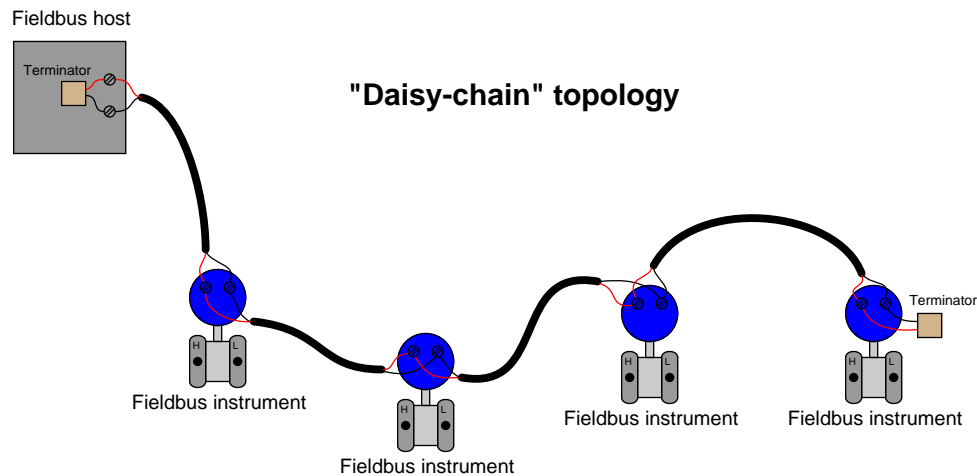 Fieldbus host
Terminator
"Daisy-chain" topology
Terminator
H L
Fieldbus instrument
H L
Fieldbus instrument
H L
Fieldbus instrument
H L
Fieldbus instrument